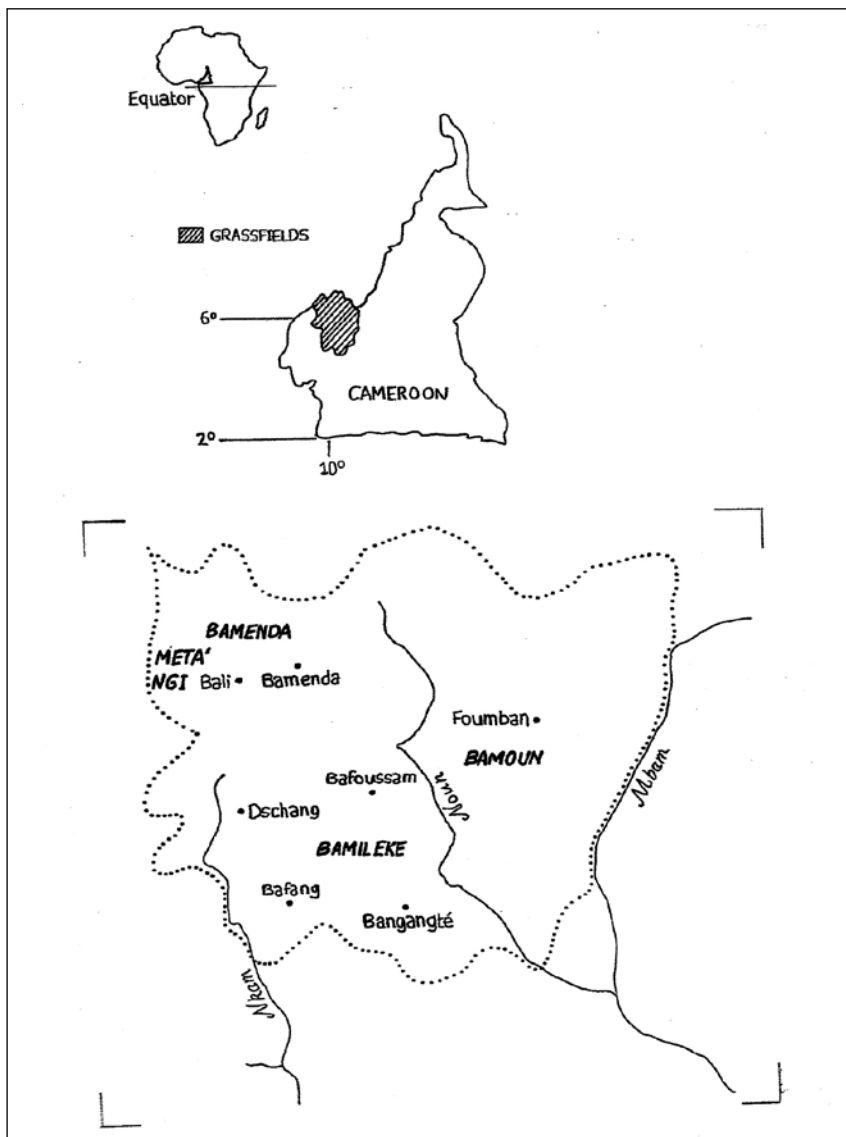 Equator
GRASSFIELDS
6°
CAMEROON
2°
10°
BAMENDA
META'
NGI Bali Bamenda
Foumban
BAMOUN
Mbam
Noun
Bafoussam
Dschang
BAMILEKE
Bafang
Bangangté
Nkam